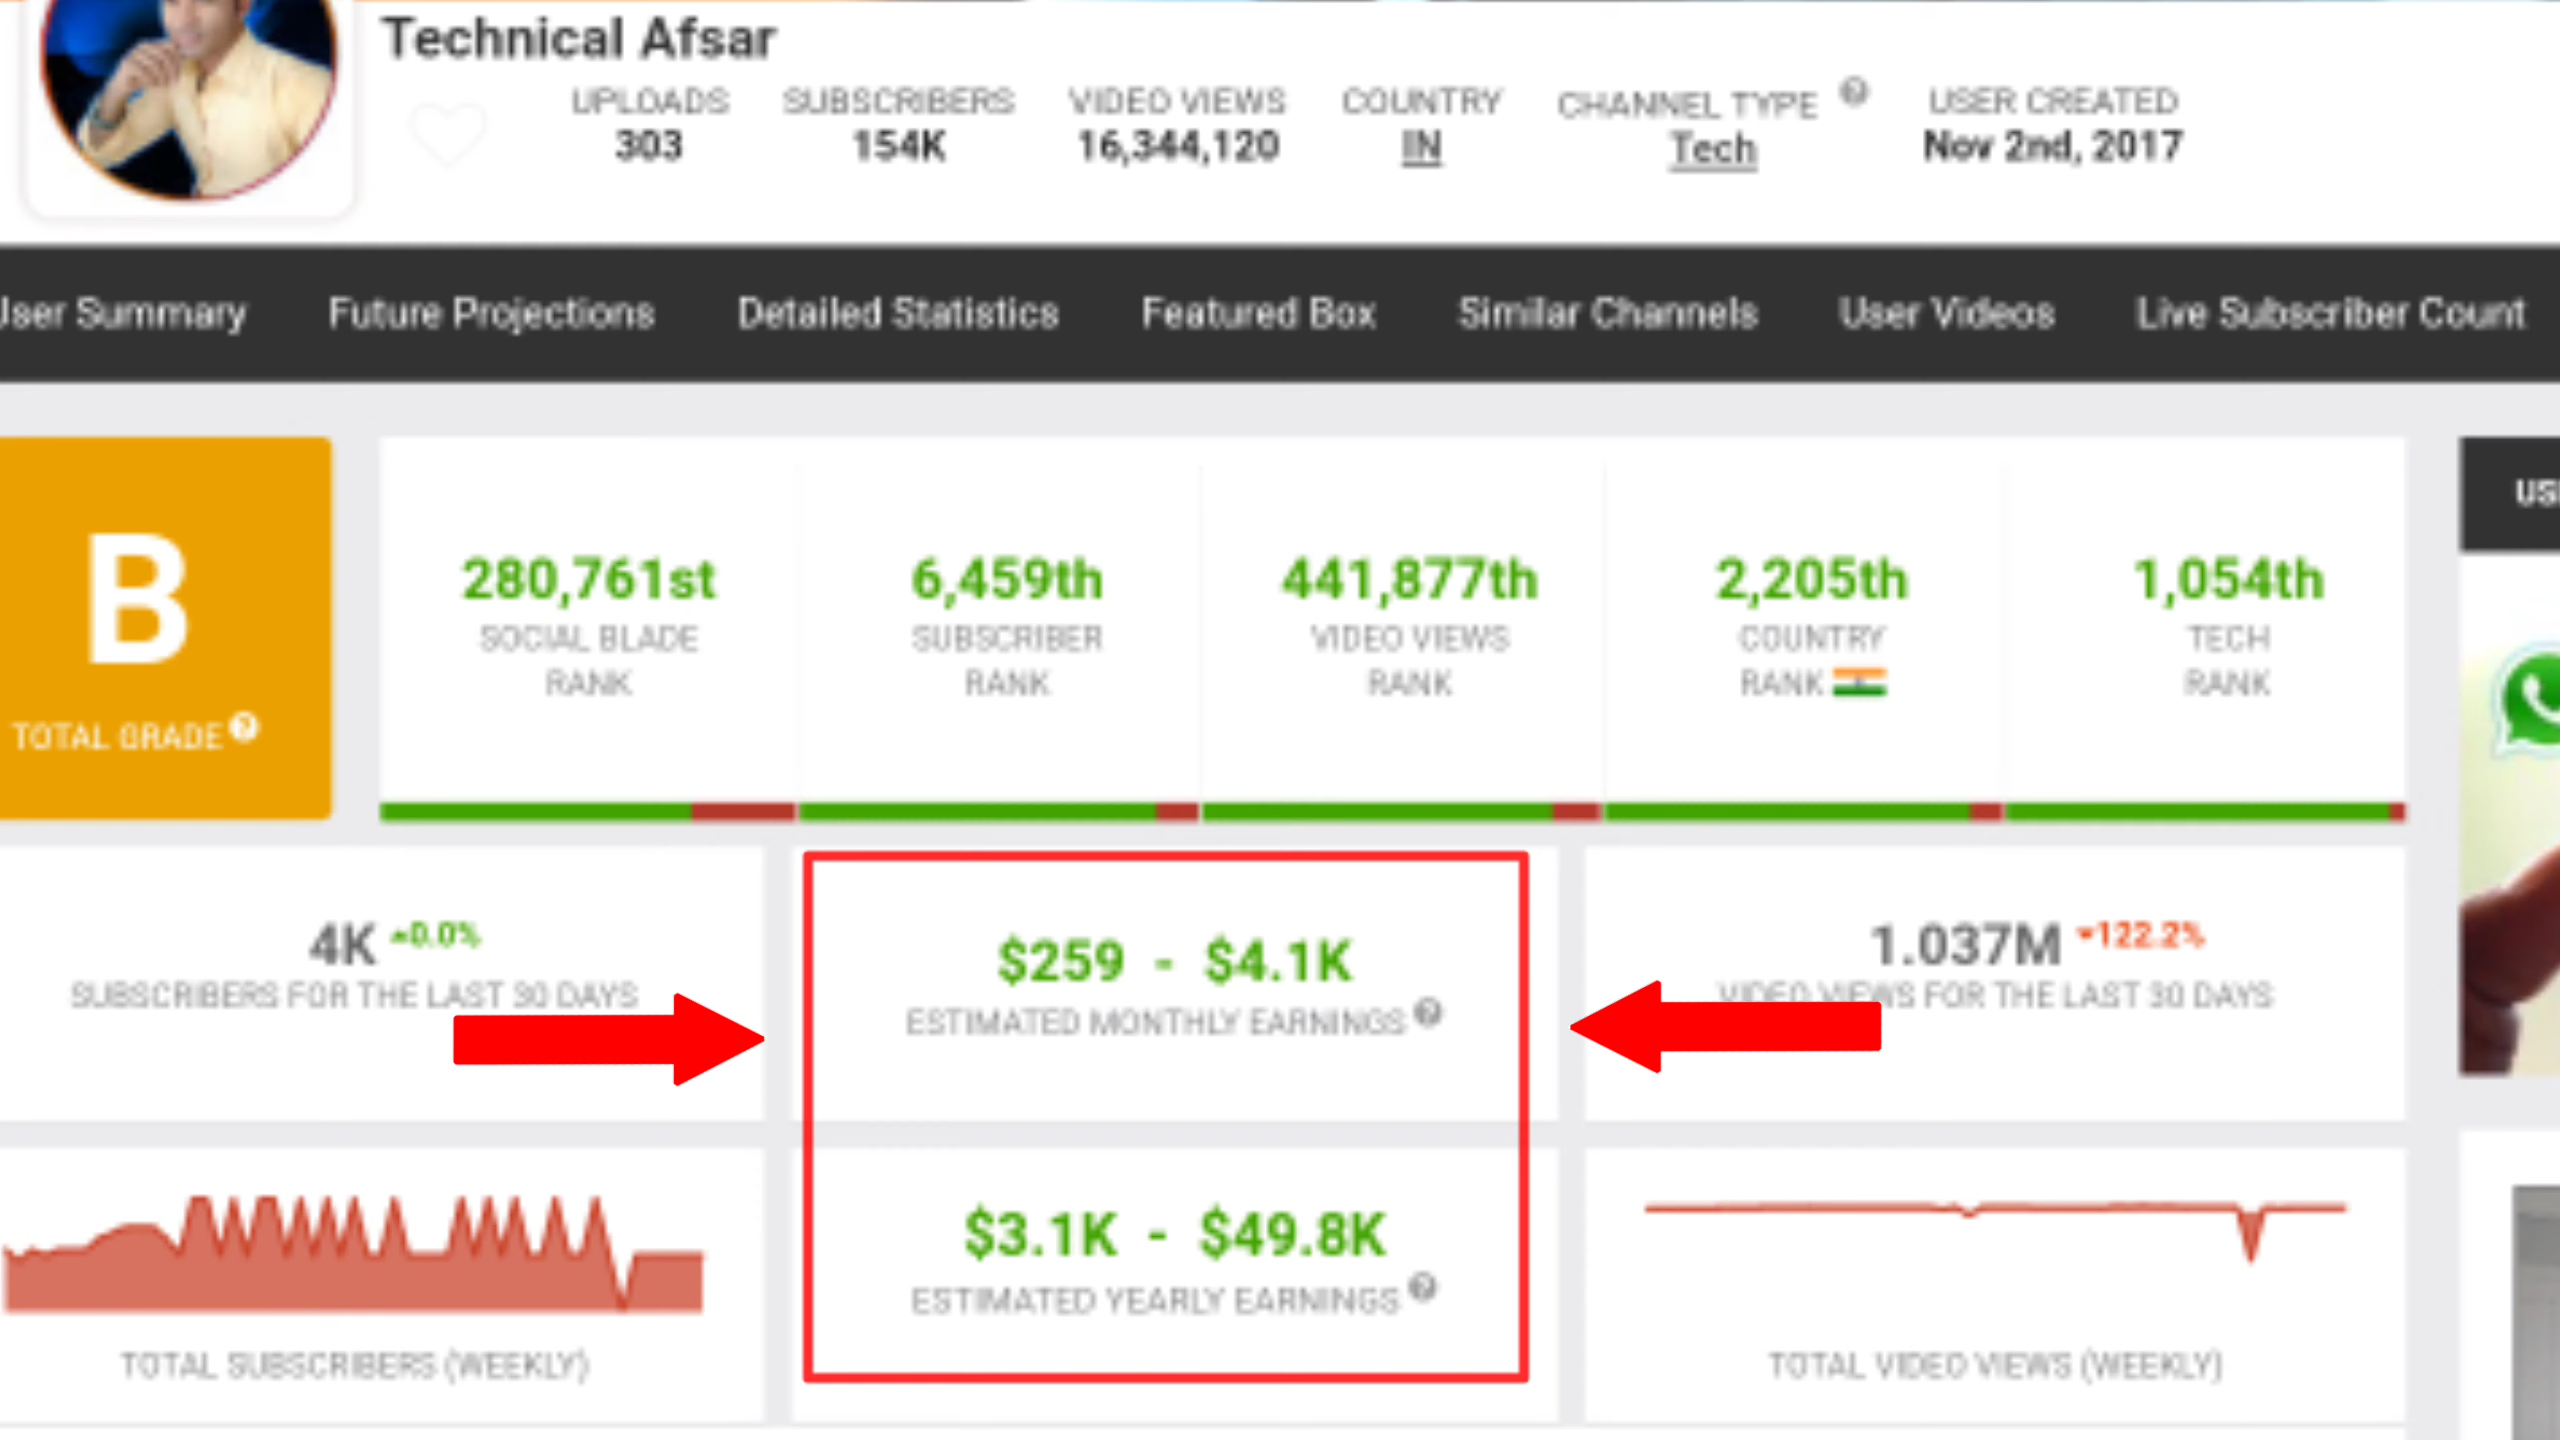 Technical Afsar
UPLOADS
303
SUBSCRIBERS
154K
VIDEO VIEWS
16,344,120
COUNTRY
IN
CHANNEL TYPE
Tech
USER CREATED
Nov 2nd, 2017
User Summary
Future Projections
Detailed Statistics
Featured Box
Similar Channels
User Videos
Live Subscriber Count
B
TOTAL GRADE
280,761st
SOCIAL BLADE
RANK
6,459th
SUBSCRIBER
RANK
441,877th
VIDEO VIEWS
RANK
2,205th
COUNTRY
RANK
1,054th
TECH
RANK
4K 0.0%
SUBSCRIBERS FOR THE LAST 30 DAYS
$259 - $4.1K
ESTIMATED MONTHLY EARNINGS
1.037M 122.2%
VIDEO VIEWS FOR THE LAST 30 DAYS
TOTAL SUBSCRIBERS (WEEKLY)
$3.1K - $49.8K
ESTIMATED YEARLY EARNINGS
TOTAL VIDEO VIEWS (WEEKLY)